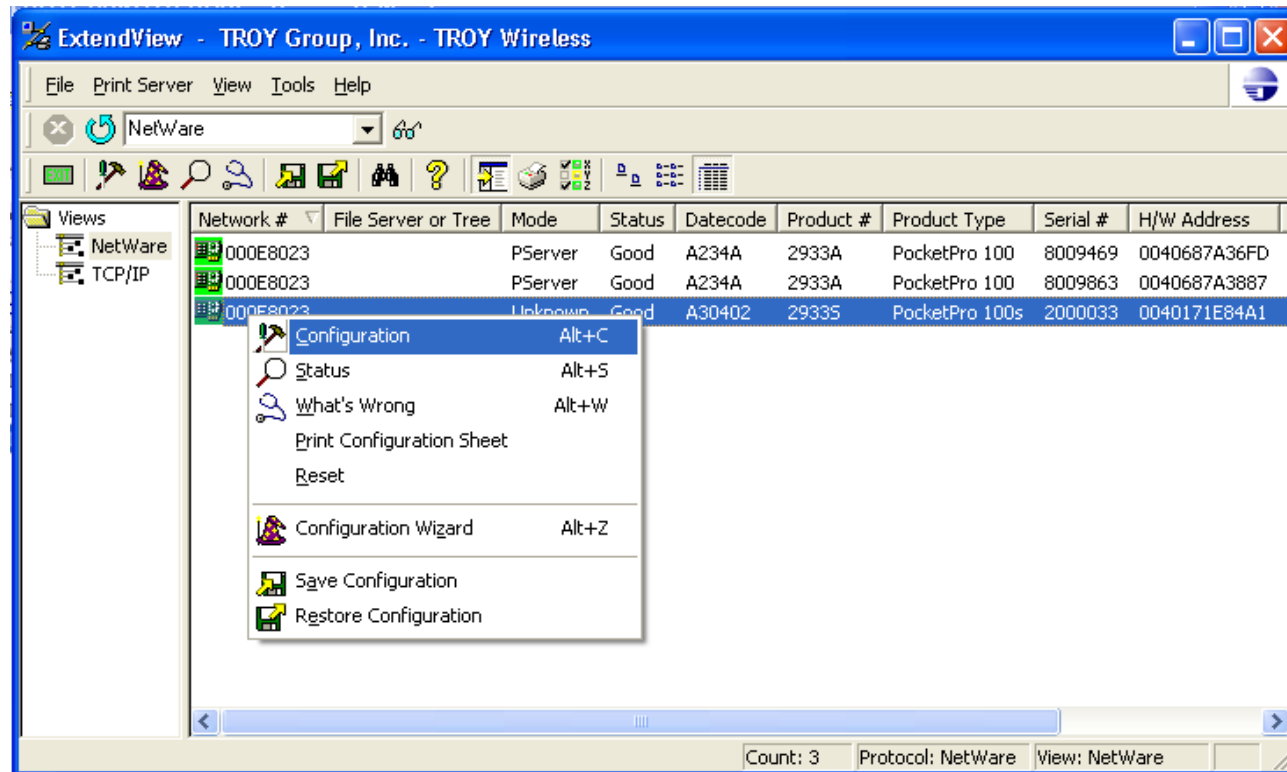 ExtendView - TROY Group, Inc. - TROY Wireless
File Print Server View Tools Help
NetWare
EXIT
Views
NetWare
TCP/IP
Network # File Server or Tree Mode Status Datecode Product # Product Type Serial # H/W Address
000E8023 PServer Good A234A 2933A PocketPro 100 8009469 0040687A36FD
000E8023 PServer Good A234A 2933A PocketPro 100 8009863 0040687A3887
000E8023 Unknown Good A30402 2933S PocketPro 100s 2000033 0040171E84A1
Configuration Alt+C
Status Alt+S
What's Wrong Alt+W
Print Configuration Sheet
Reset
Configuration Wizard Alt+Z
Save Configuration
Restore Configuration
Count: 3 Protocol: NetWare View: NetWare